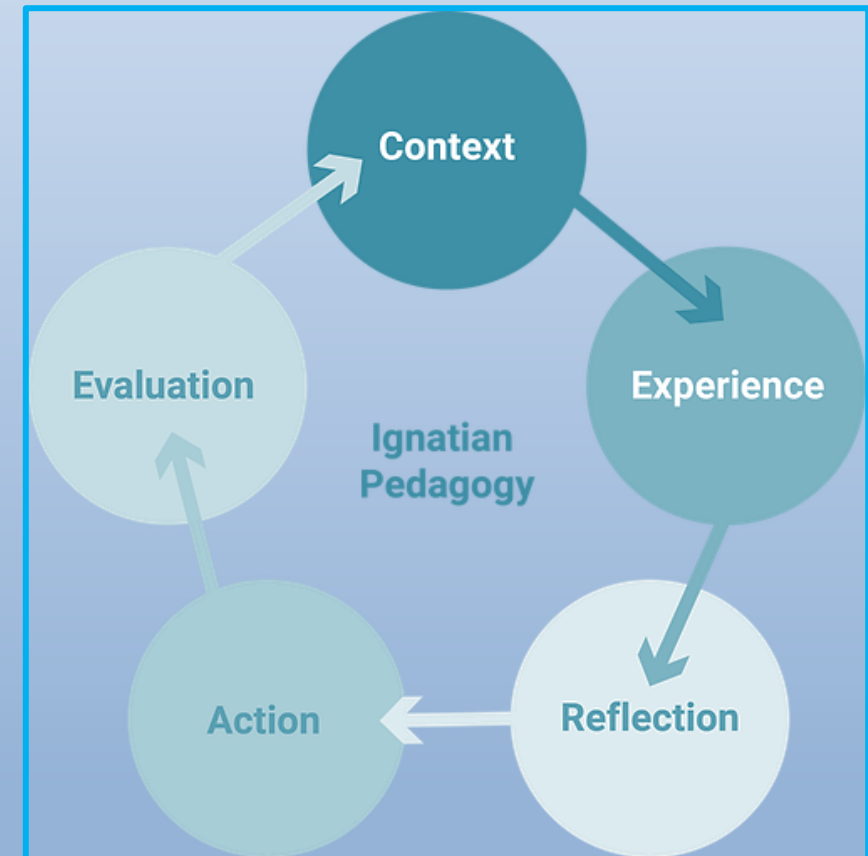 Context
Experience
Evaluation
Ignatian
Pedagogy
Reflection
Action